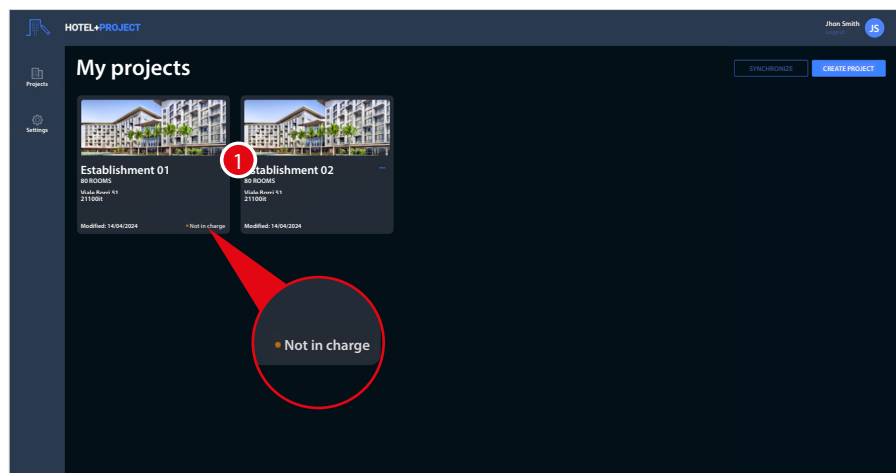 HOTEL+PROJECT
Jhon Smith
Logout
JS
Projects
Settings
My projects
SYNCHRONIZE
CREATE PROJECT
1
Establishment 01
80 ROOMS
Viale Borri 51
21100it
Modified: 14/04/2024
Not in charge
Establishment 02
80 ROOMS
Viale Borri 51
21100it
Modified: 14/04/2024
Not in charge